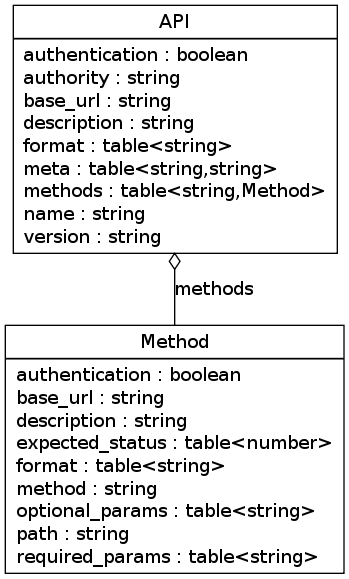 API
authentication : boolean
authority : string
base_url : string
description : string
format : table<string>
meta : table<string,string>
methods : table<string,Method>
name : string
version : string
methods
Method
authentication : boolean
base_url : string
description : string
expected_status : table<number>
format : table<string>
method : string
optional_params : table<string>
path : string
required_params : table<string>